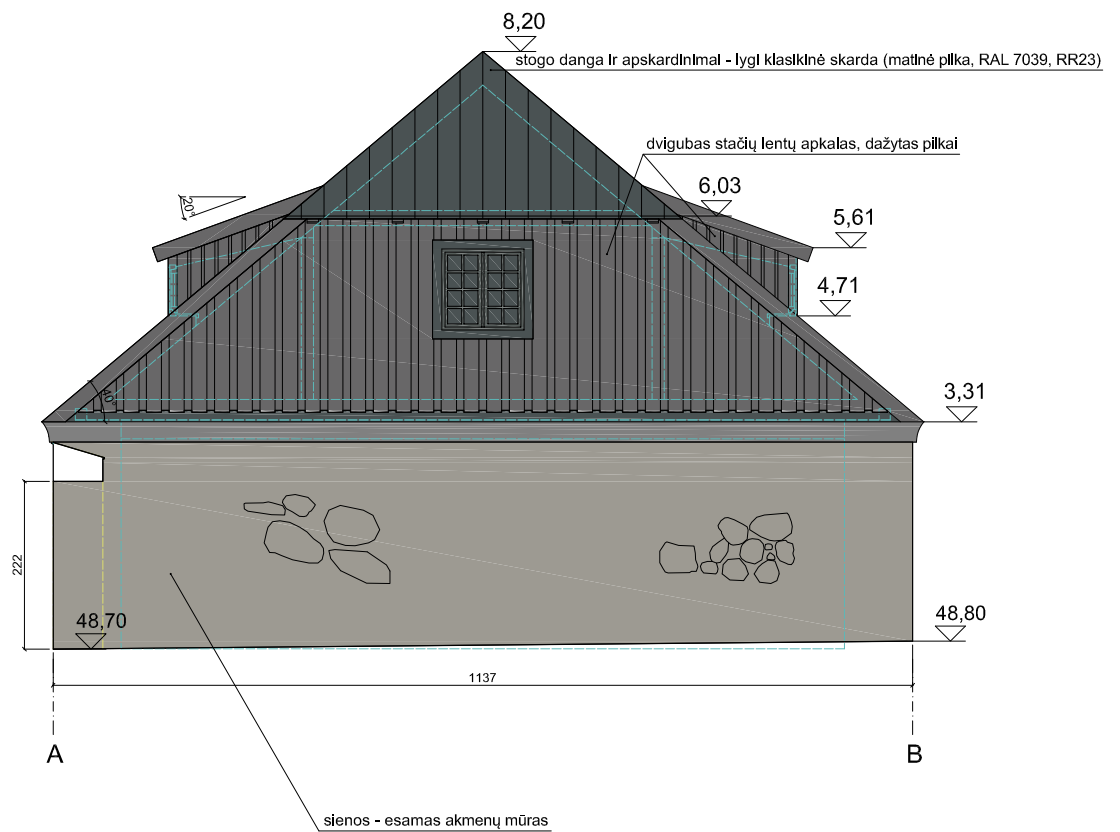 8,20
stogo danga ir apskardinimai - lygi klasikinė skarda (matinė pilka, RAL 7039, RR23)
dvigubas stačių lentų apkalas, dažytas pilkai
6,03
20°
5,61
4,71
40°
3,31
222
48,70
48,80
1137
A
B
sienos - esamas akmenų mūras